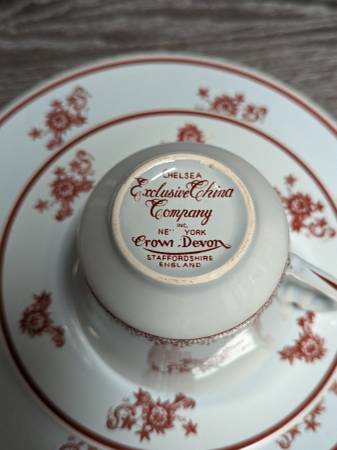 CHELSEA
Exclusive China
Company
INC.
NEW YORK
Crown Devon
STAFFORDSHIRE
ENGLAND